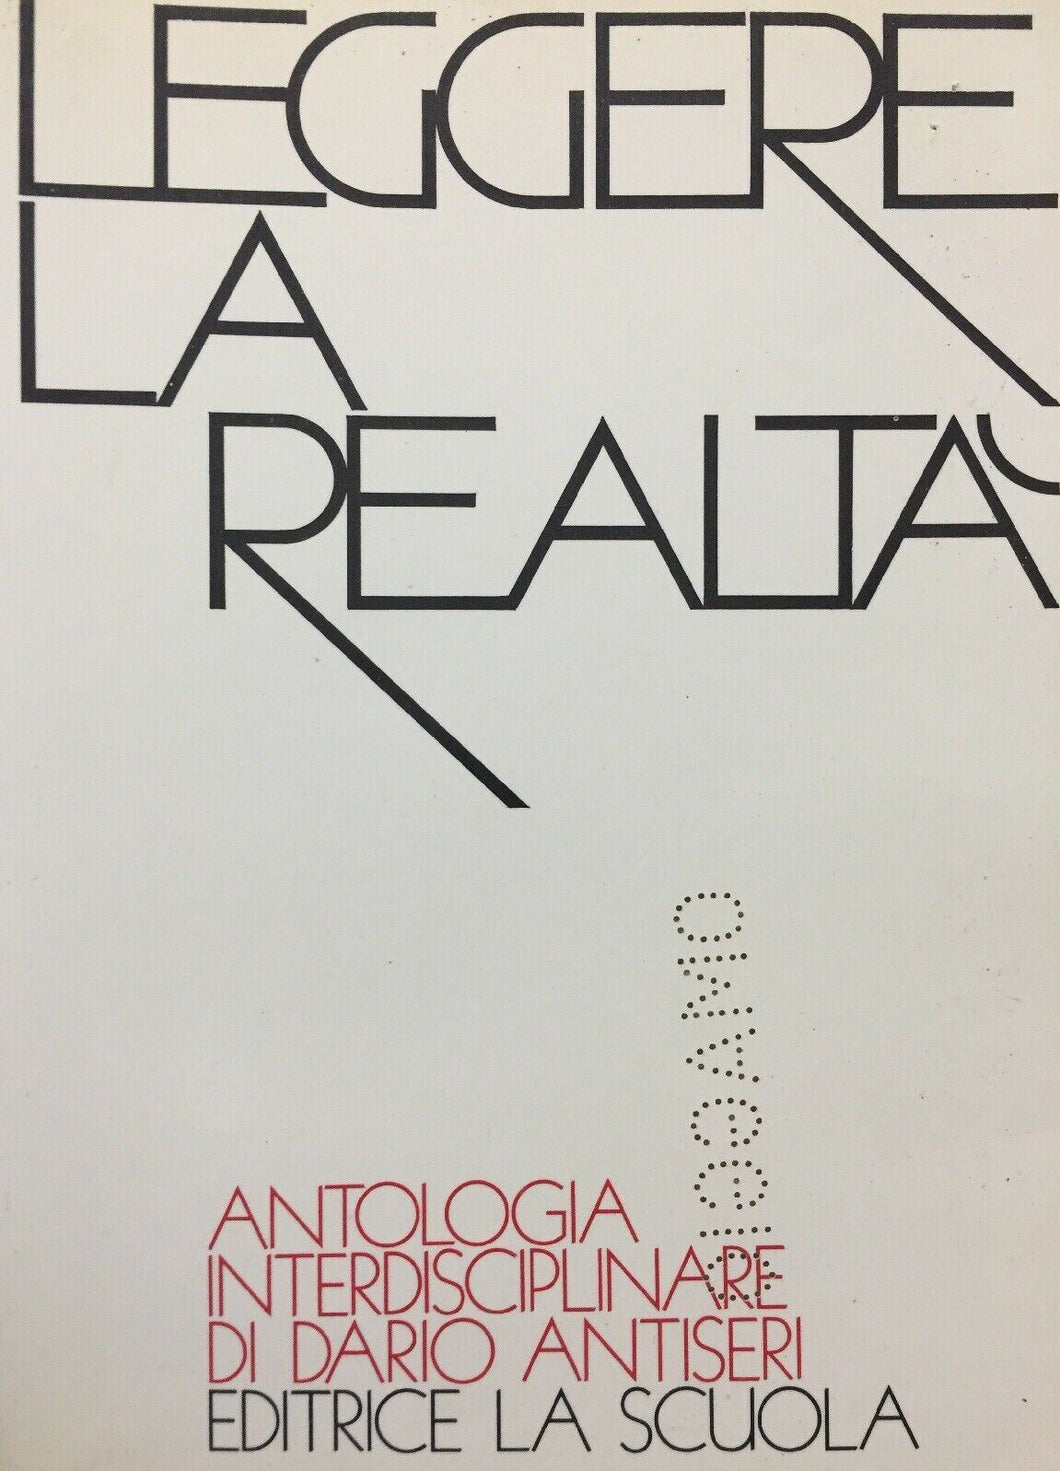 LEGGERE
LA
REALTÀ
OMAGGIO
ANTOLOGIA
INTERDISCIPLINARE
DI DARIO ANTISERI
EDITRICE LA SCUOLA